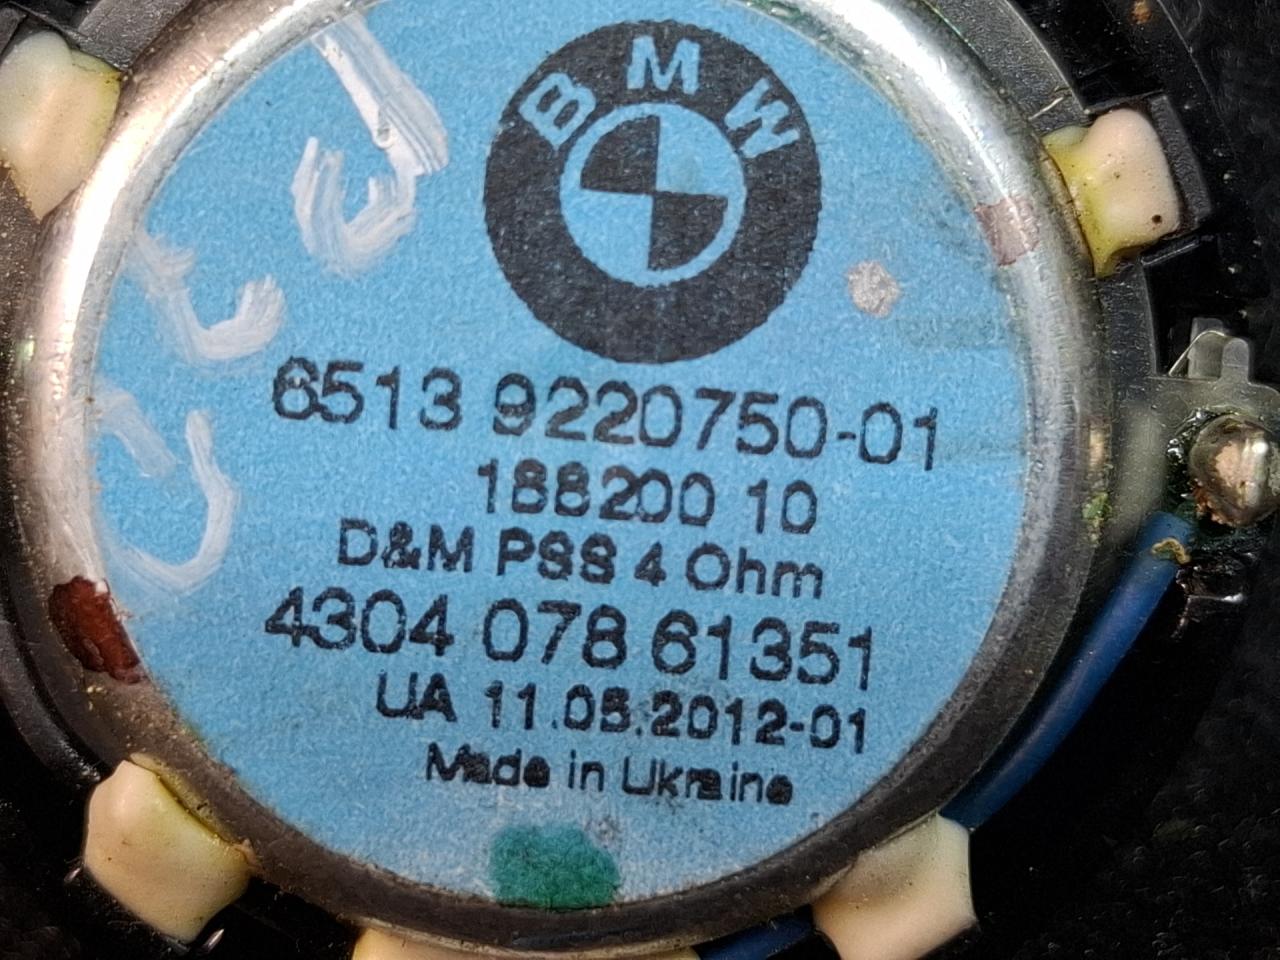 BMW
6513 9220750-01
188200 10
D&M PSS 4 Ohm
4304 078 61351
UA 11.05.2012-01
Made in Ukraine